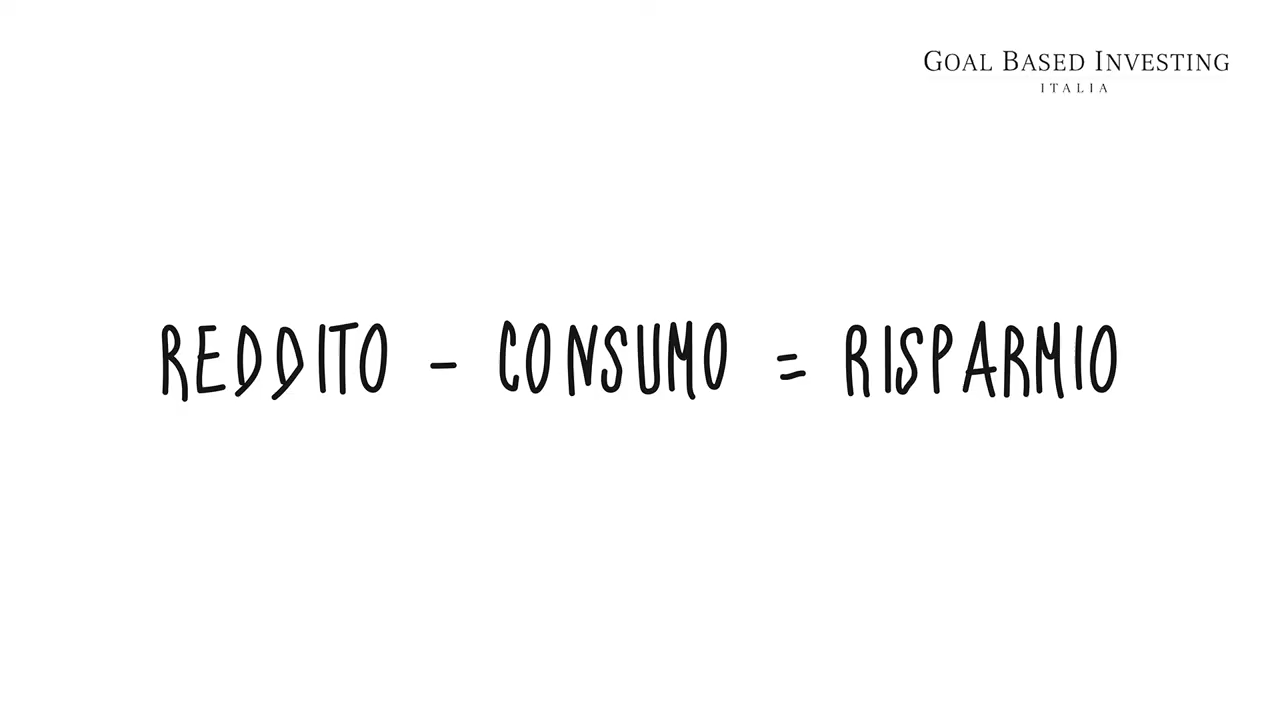 GOAL BASED INVESTING
ITALIA
REDDITO - CONSUMO = RISPARMIO